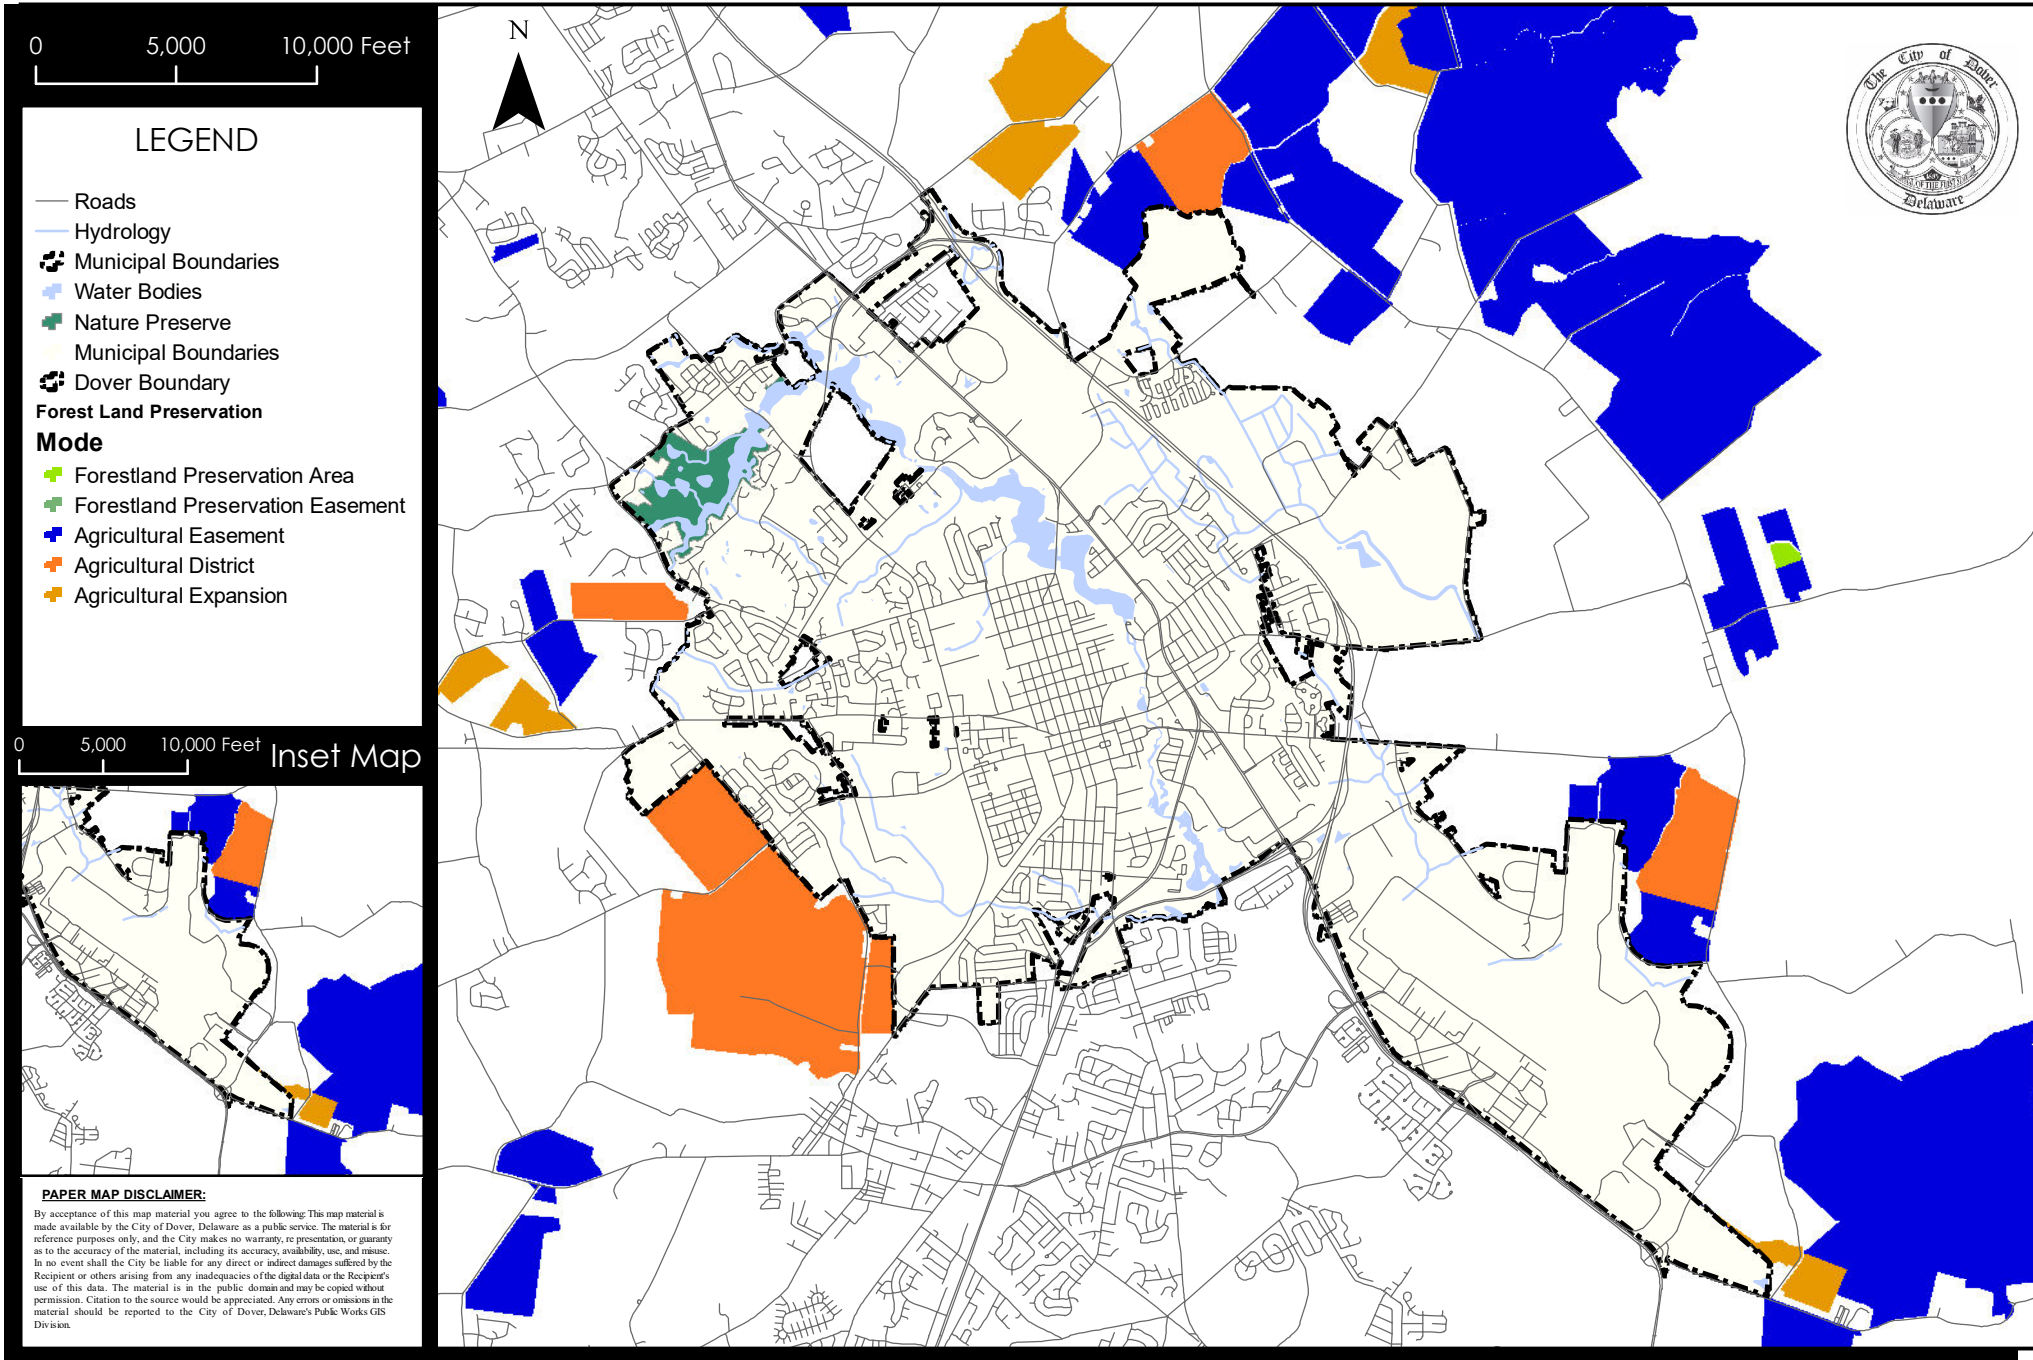 0 5,000 10,000 Feet
LEGEND
Roads
Hydrology
Municipal Boundaries
Water Bodies
Nature Preserve
Municipal Boundaries
Dover Boundary
Forest Land Preservation
Mode
Forestland Preservation Area
Forestland Preservation Easement
Agricultural Easement
Agricultural District
Agricultural Expansion
0 5,000 10,000 Feet
Inset Map
PAPER MAP DISCLAIMER:
By acceptance of this map material you agree to the following: This map material is
made available by the City of Dover, Delaware as a public service. The material is for
reference purposes only, and the City makes no warranty, re presentation, or guaranty
as to the accuracy of the material, including its accuracy, availability, use, and misuse.
In no event shall the City be liable for any direct or indirect damages suffered by the
Recipient or others arising from any inadequacies of the digital data or the Recipient's
use of this data. The material is in the public domain and may be copied without
permission. Citation to the source would be appreciated. Any errors or omissions in the
material should be reported to the City of Dover, Delaware's Public Works GIS
Division.
N
The City of Dover
Delaware